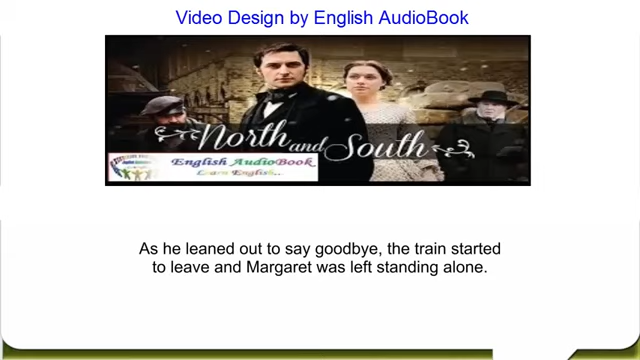 Video Design by English AudioBook
North and South
English AudioBook
Learn English...
As he leaned out to say goodbye, the train started
to leave and Margaret was left standing alone.